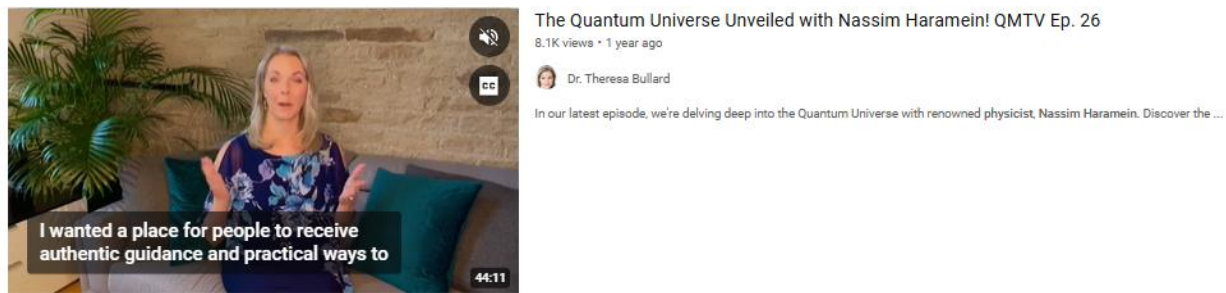 The Quantum Universe Unveiled with Nassim Haramein! QMTV Ep. 26
8.1K views • 1 year ago
Dr. Theresa Bullard
In our latest episode, we're delving deep into the Quantum Universe with renowned physicist, Nassim Haramein. Discover the ...
CC
I wanted a place for people to receive
authentic guidance and practical ways to
44:11